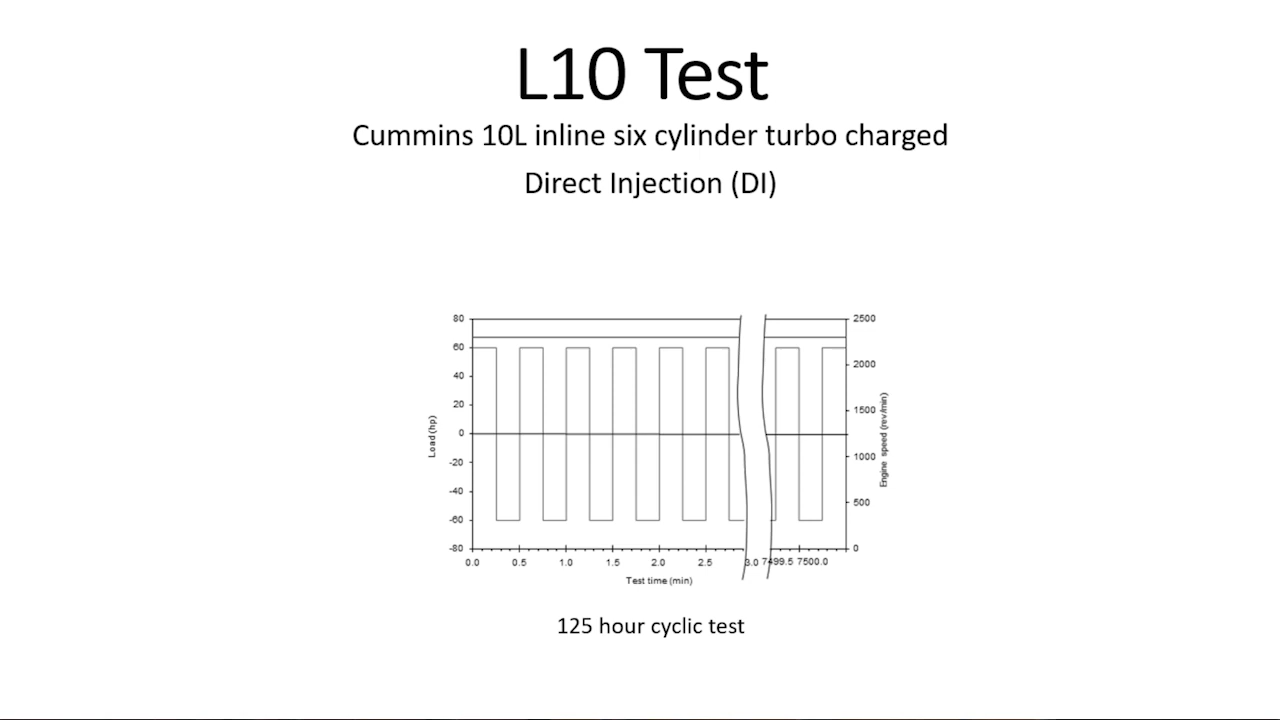 L10 Test
Cummins 10L inline six cylinder turbo charged
Direct Injection (DI)
80
60
40
20
0
-20
-40
-60
-80
Load (hp)
2500
2000
1500
1000
500
0
Engine speed (rev/min)
0.0 0.5 1.0 1.5 2.0 2.5 3.0 7499.5 7500.0
Test time (min)
125 hour cyclic test